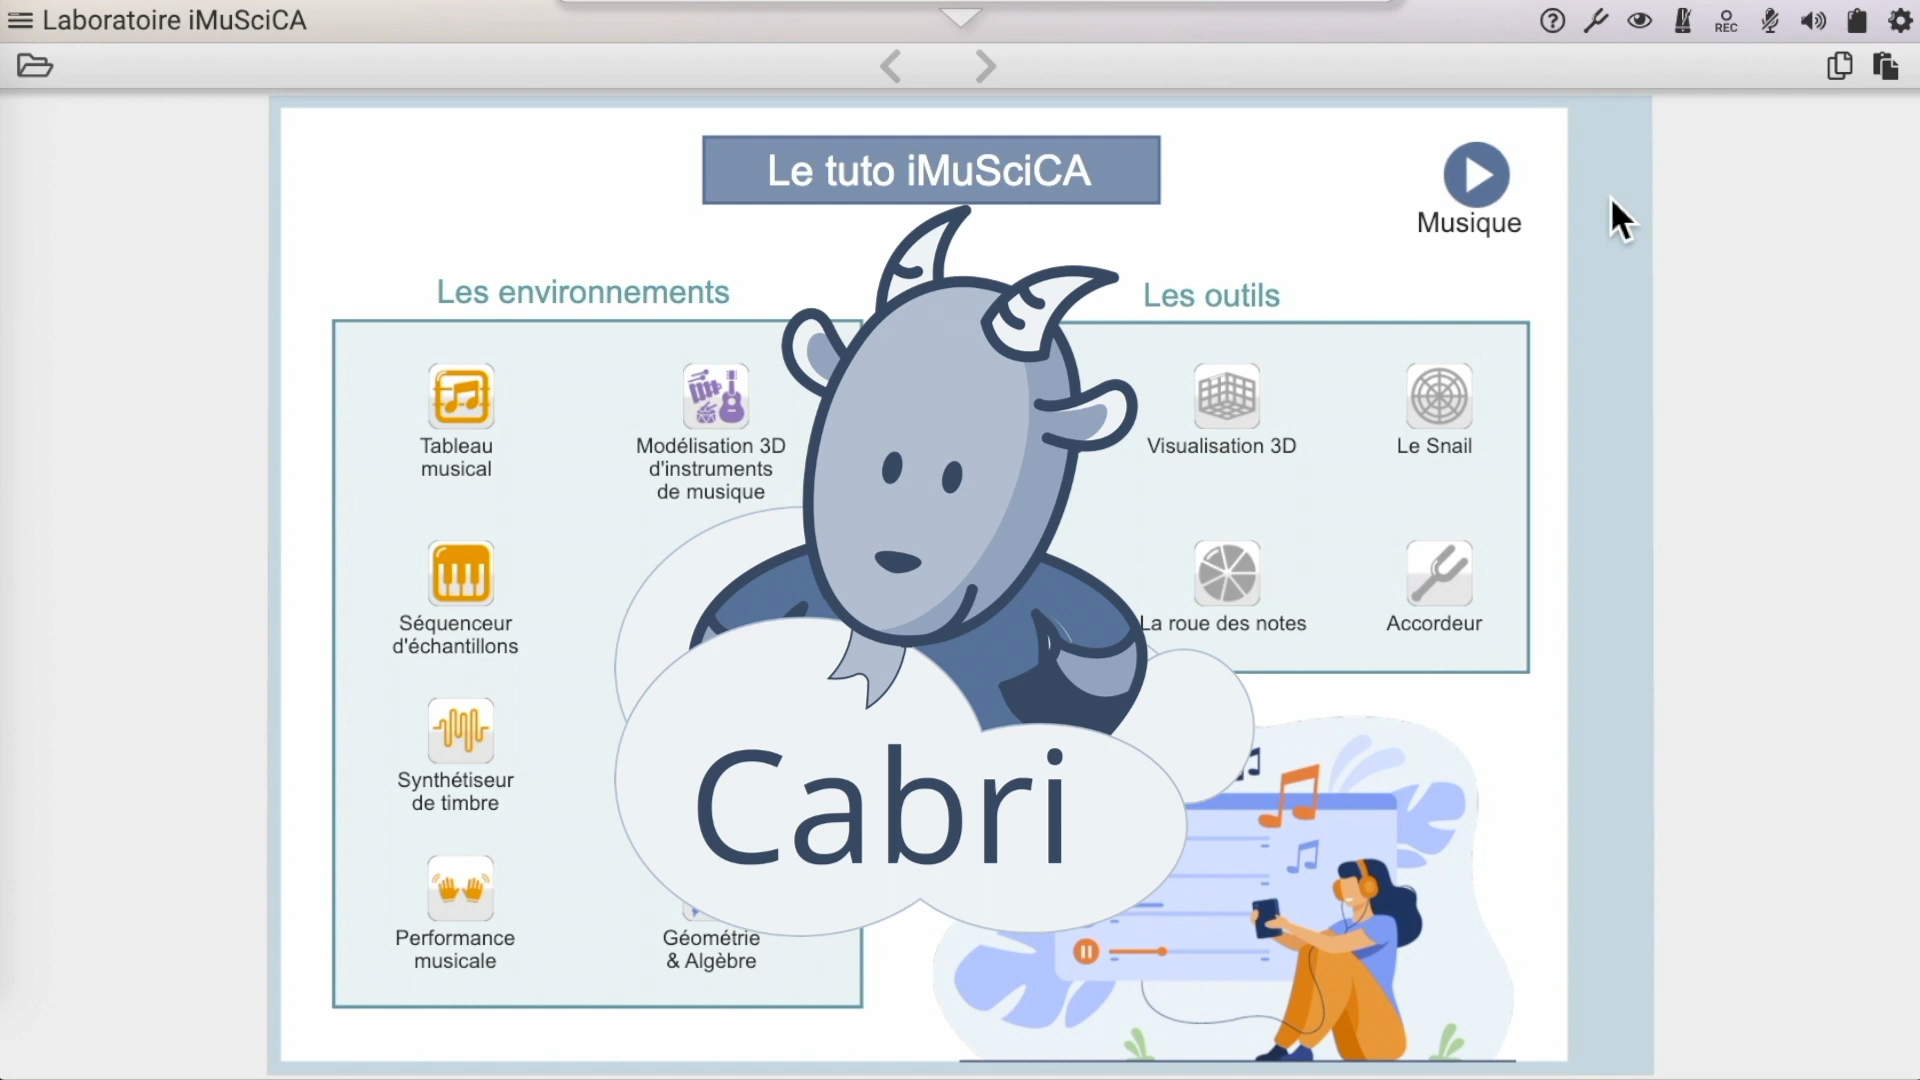 Laboratoire iMuSciCA
REC
Le tuto iMuSciCA
Musique
Les environnements
Les outils
Tableau
musical
Modélisation 3D
d'instruments
de musique
Visualisation 3D
Le Snail
Séquenceur
d'échantillons
La roue des notes
Accordeur
Synthétiseur
de timbre
Cabri
Performance
musicale
Géométrie
& Algèbre